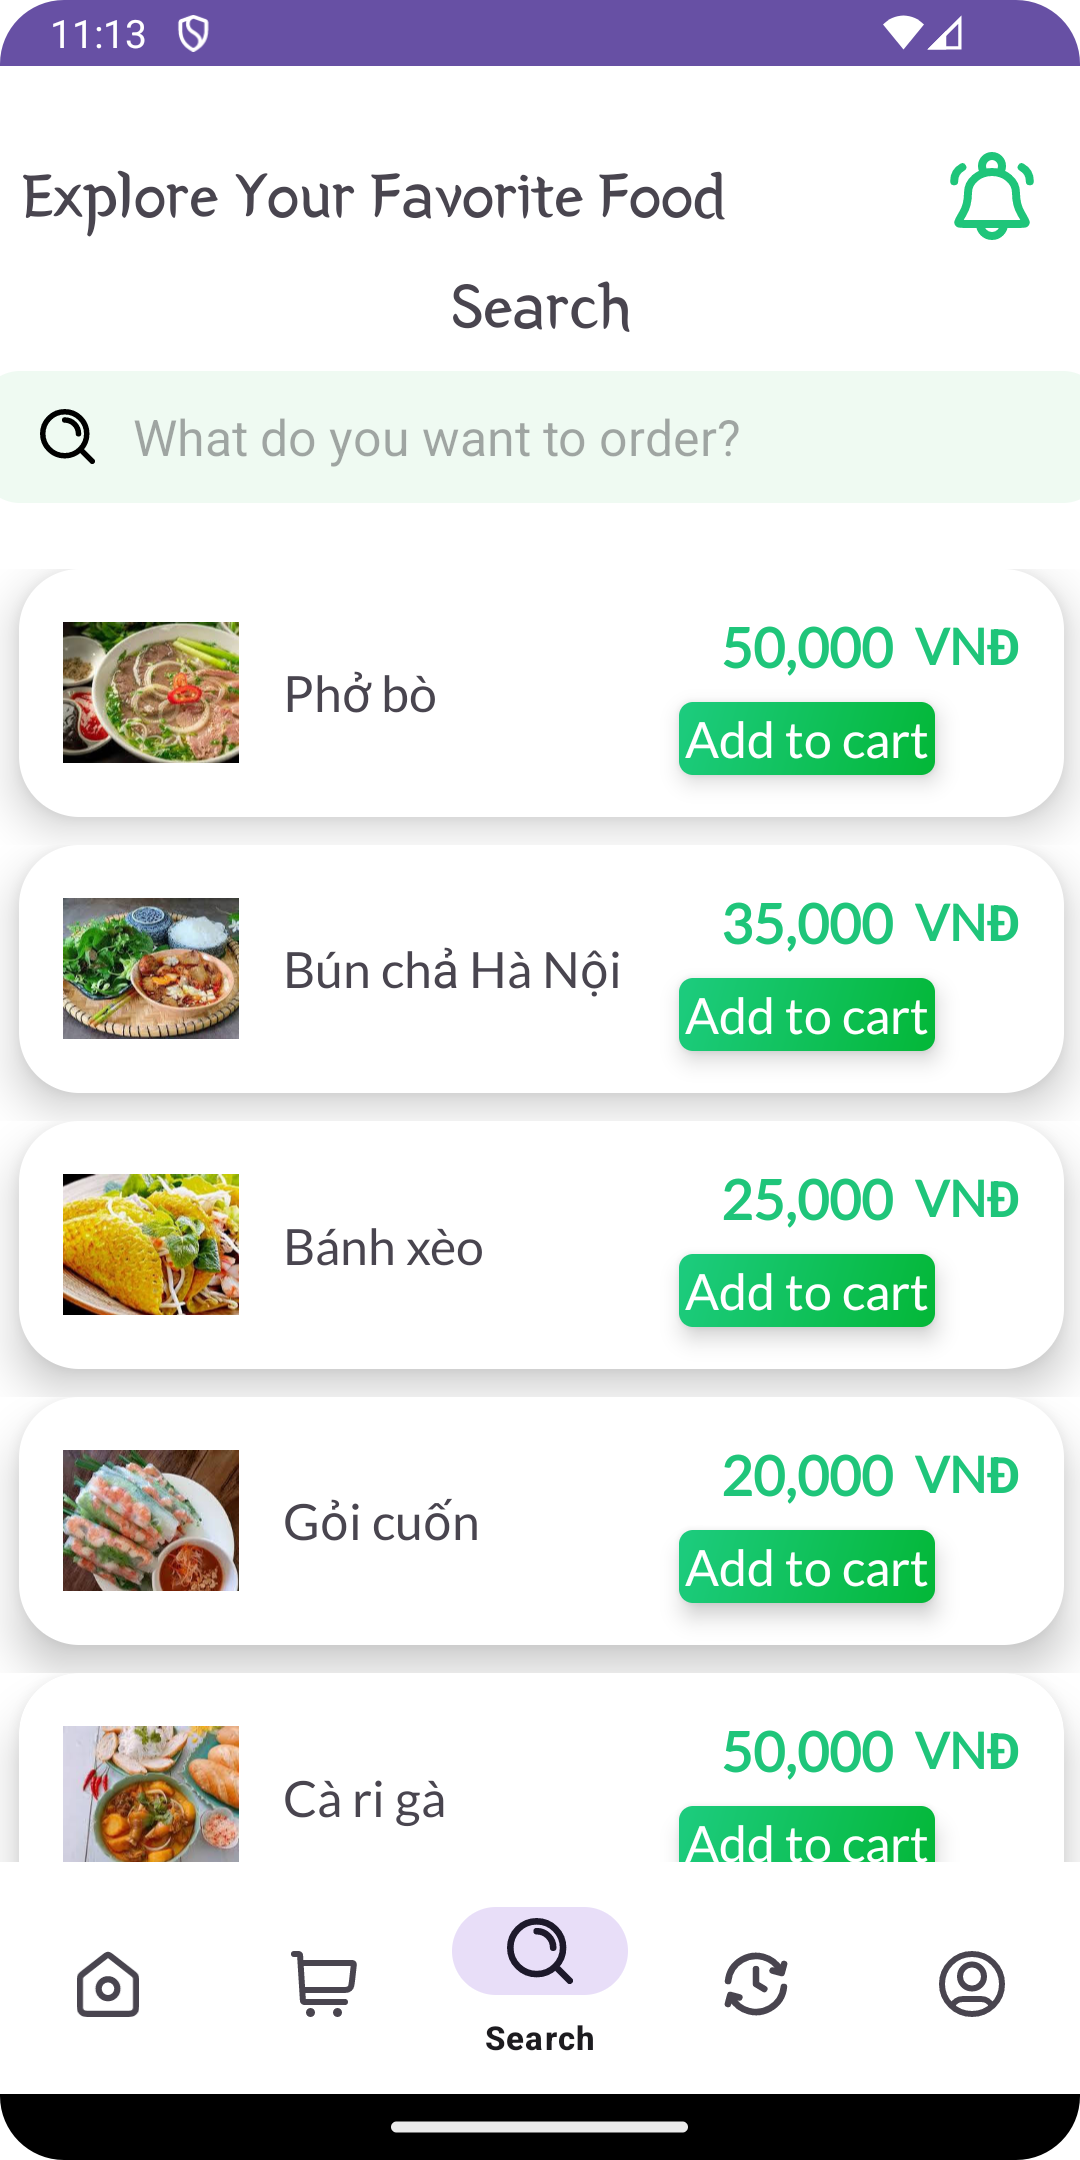 11:13
Explore Your Favorite Food
Search
What do you want to order?
50,000 VNĐ
Phở bò
Add to cart
35,000 VNĐ
Bún chả Hà Nội
Add to cart
25,000 VNĐ
Bánh xèo
Add to cart
20,000 VNĐ
Gỏi cuốn
Add to cart
50,000 VNĐ
Cà ri gà
Add to cart
Search